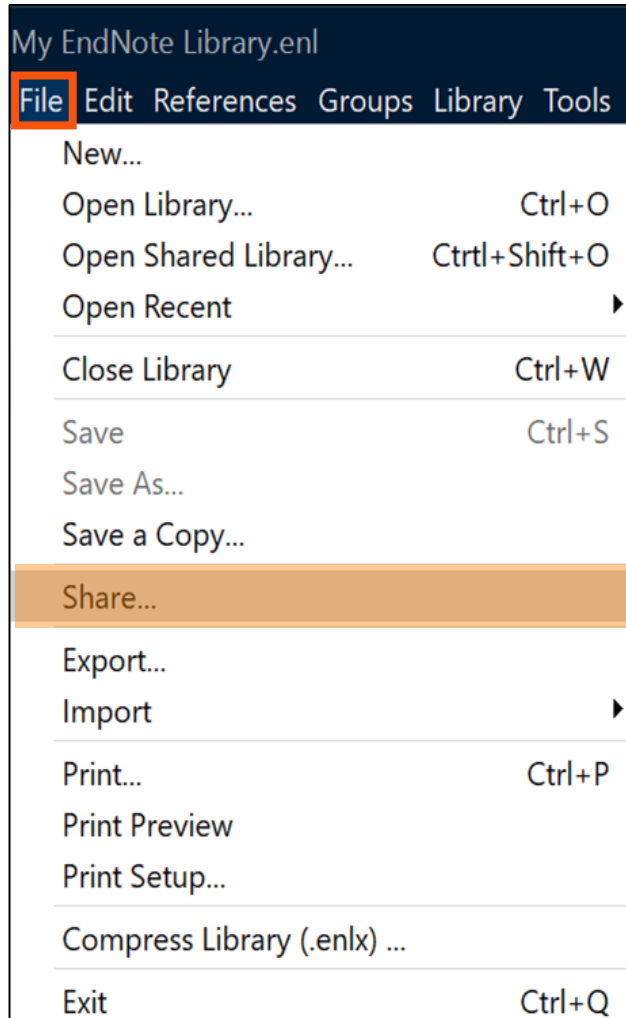 My EndNote Library.enl
File Edit References Groups Library Tools
New...
Open Library... Ctrl+O
Open Shared Library... Ctrtl+Shift+O
Open Recent
Close Library Ctrl+W
Save Ctrl+S
Save As...
Save a Copy...
Share...
Export...
Import
Print... Ctrl+P
Print Preview
Print Setup...
Compress Library (.enlx) ...
Exit Ctrl+Q